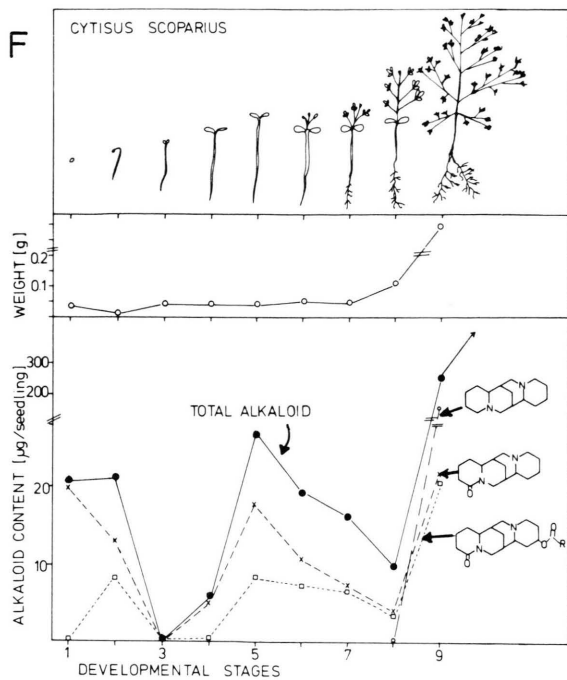 F
CYTISUS SCOPARIUS
WEIGHT [g]
0.2
0.1
ALKALOID CONTENT [µg/seedling]
300
200
20
10
TOTAL ALKALOID
N
N
N
N
O
N
N
O
O
O
R
1 3 5 7 9
DEVELOPMENTAL STAGES